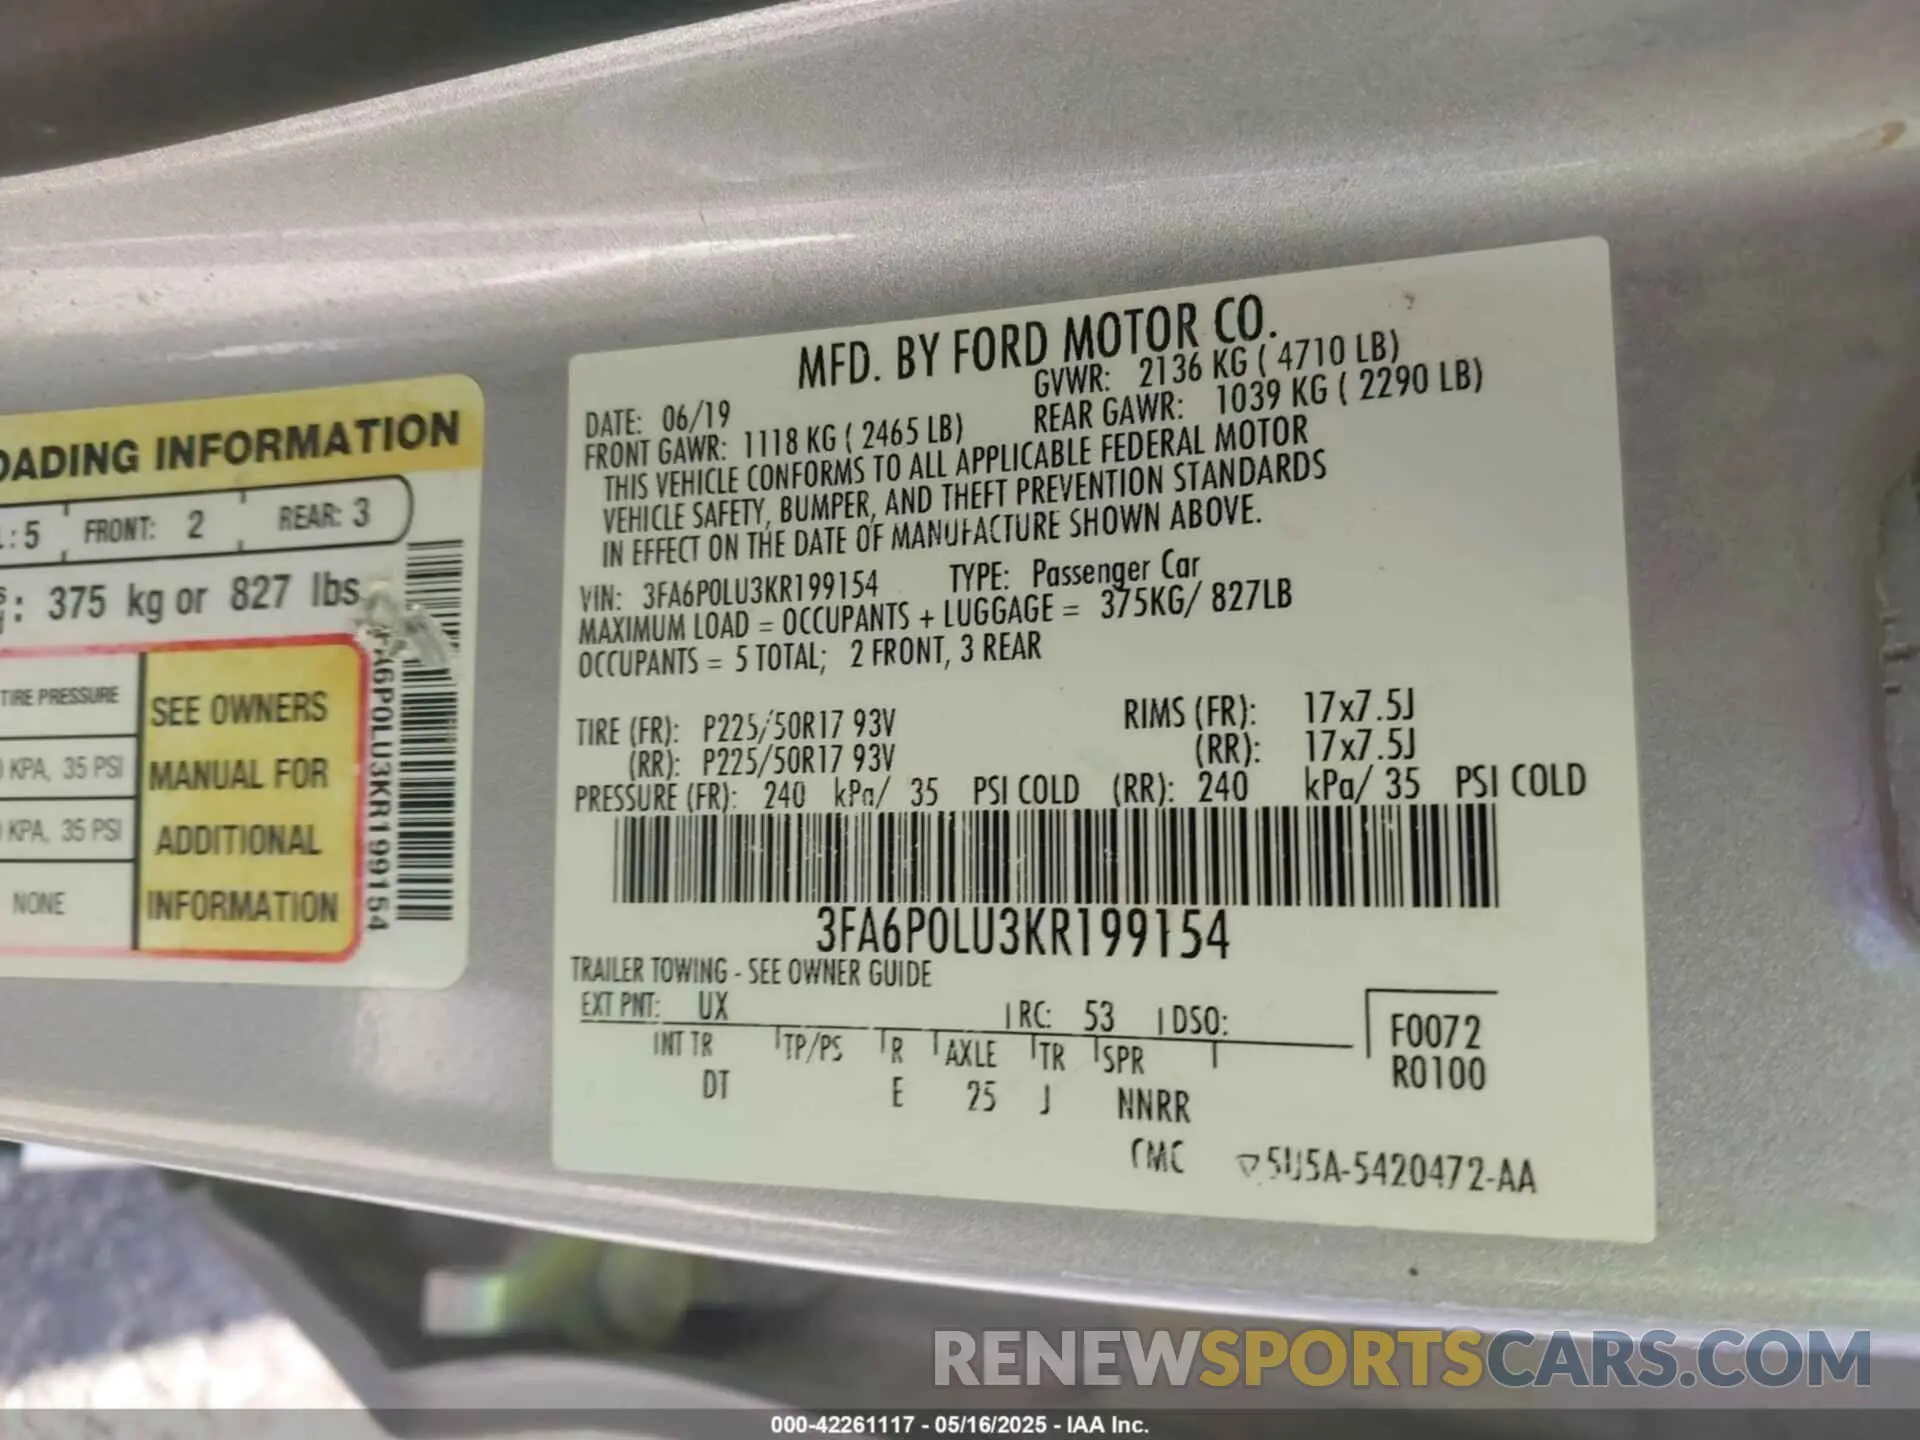 OADING INFORMATION
: 5 FRONT: 2 REAR: 3
: 375 kg or 827 lbs
TIRE PRESSURE
KPA, 35 PSI
KPA, 35 PSI
NONE
SEE OWNERS
MANUAL FOR
ADDITIONAL
INFORMATION
A6P0LU3KR199154
MFD. BY FORD MOTOR CO.
DATE: 06/19 GVWR: 2136 KG ( 4710 LB)
FRONT GAWR: 1118 KG ( 2465 LB) REAR GAWR: 1039 KG ( 2290 LB)
THIS VEHICLE CONFORMS TO ALL APPLICABLE FEDERAL MOTOR
VEHICLE SAFETY, BUMPER, AND THEFT PREVENTION STANDARDS
IN EFFECT ON THE DATE OF MANUFACTURE SHOWN ABOVE.
VIN: 3FA6P0LU3KR199154 TYPE: Passenger Car
MAXIMUM LOAD = OCCUPANTS + LUGGAGE = 375KG/ 827LB
OCCUPANTS = 5 TOTAL; 2 FRONT, 3 REAR
TIRE (FR): P225/50R17 93V RIMS (FR): 17x7.5J
(RR): P225/50R17 93V (RR): 17x7.5J
PRESSURE (FR): 240 kPa/ 35 PSI COLD (RR): 240 kPa/ 35 PSI COLD
3FA6P0LU3KR199154
TRAILER TOWING - SEE OWNER GUIDE
EXT PNT: UX RC: 53 DSO:
INT TR TP/PS R AXLE TR SPR
DT E 25 J NNRR
F0072
R0100
CMC 5U5A-5420472-AA
RENEWSPORTSCARS.COM
000-42261117 - 05/16/2025 - IAA Inc.